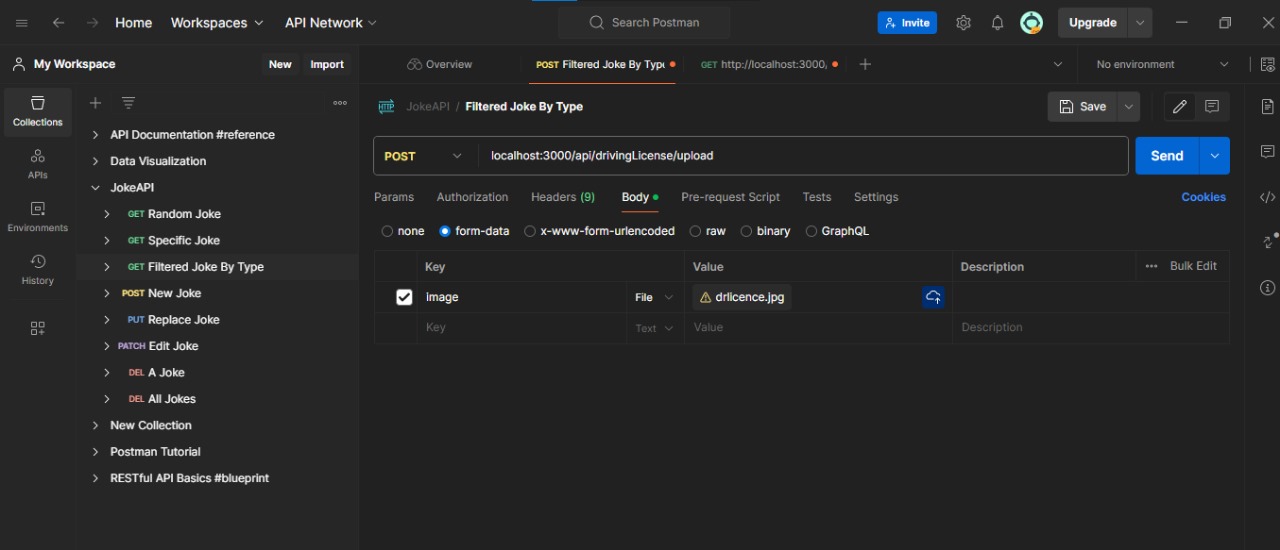 Home Workspaces API Network Search Postman Invite Upgrade
My Workspace New Import
Overview POST Filtered Joke By Type GET http://localhost:3000/ No environment
Collections
APIs
Environments
History
API Documentation #reference
Data Visualization
JokeAPI
GET Random Joke
GET Specific Joke
GET Filtered Joke By Type
POST New Joke
PUT Replace Joke
PATCH Edit Joke
DEL A Joke
DEL All Jokes
New Collection
Postman Tutorial
RESTful API Basics #blueprint
HTTP JokeAPI / Filtered Joke By Type Save
POST localhost:3000/api/drivingLicense/upload Send
Params Authorization Headers (9) Body Pre-request Script Tests Settings Cookies
none form-data x-www-form-urlencoded raw binary GraphQL
Key Value Description Bulk Edit
image File drlicence.jpg
Key Text Value Description